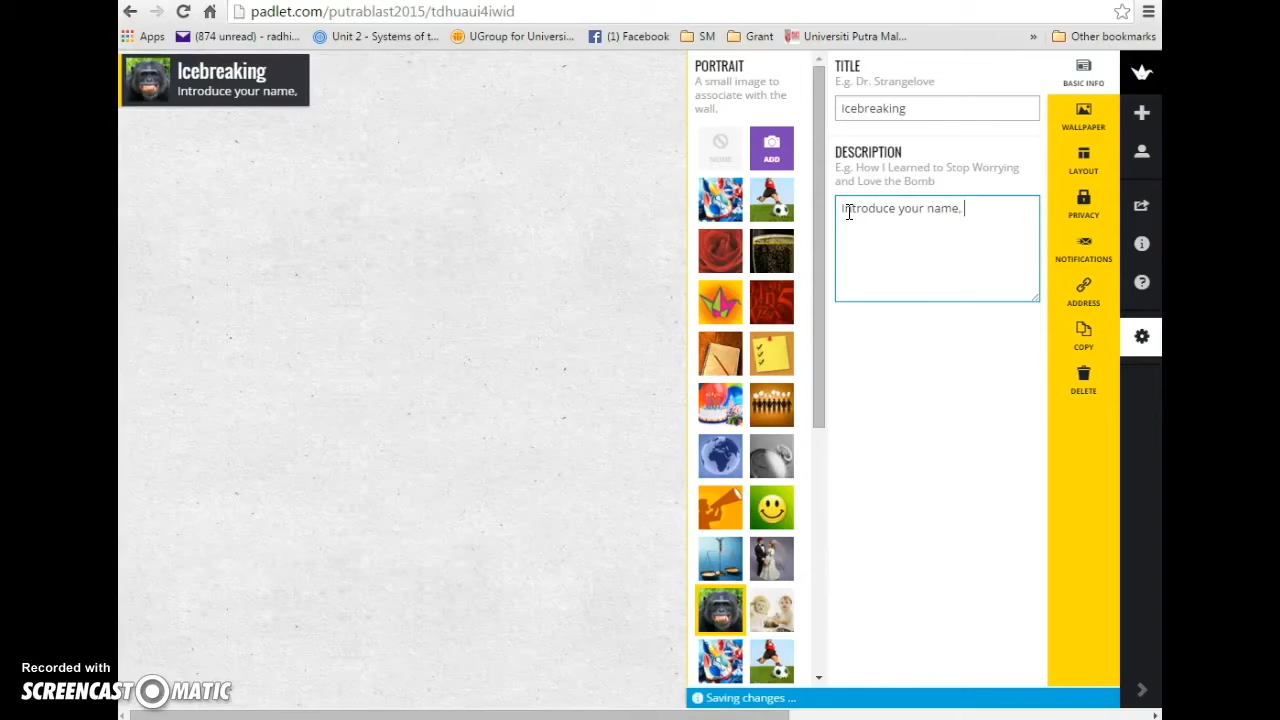 padlet.com/putrablast2015/tdhuaui4iwid
Apps
(874 unread) - radhi...
Unit 2 - Systems of t...
UGroup for Universi...
(1) Facebook
SM
Grant
Universiti Putra Mal...
»
Other bookmarks
Icebreaking
Introduce your name,
PORTRAIT
A small image to
associate with the
wall.
NONE
ADD
TITLE
E.g. Dr. Strangelove
Icebreaking
DESCRIPTION
E.g. How I Learned to Stop Worrying
and Love the Bomb
Introduce your name,
BASIC INFO
WALLPAPER
LAYOUT
PRIVACY
NOTIFICATIONS
ADDRESS
COPY
DELETE
Saving changes ...
Recorded with
SCREENCAST-O-MATIC